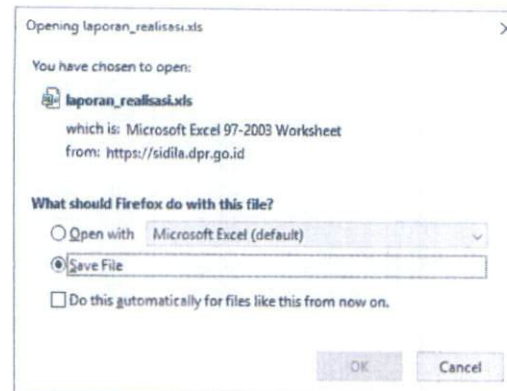 Opening laporan_realisasi.xls
You have chosen to open:
laporan_realisasi.xls
which is: Microsoft Excel 97-2003 Worksheet
from: https://sidila.dpr.go.id
What should Firefox do with this file?
Open with Microsoft Excel (default)
Save File
Do this automatically for files like this from now on.
OK Cancel